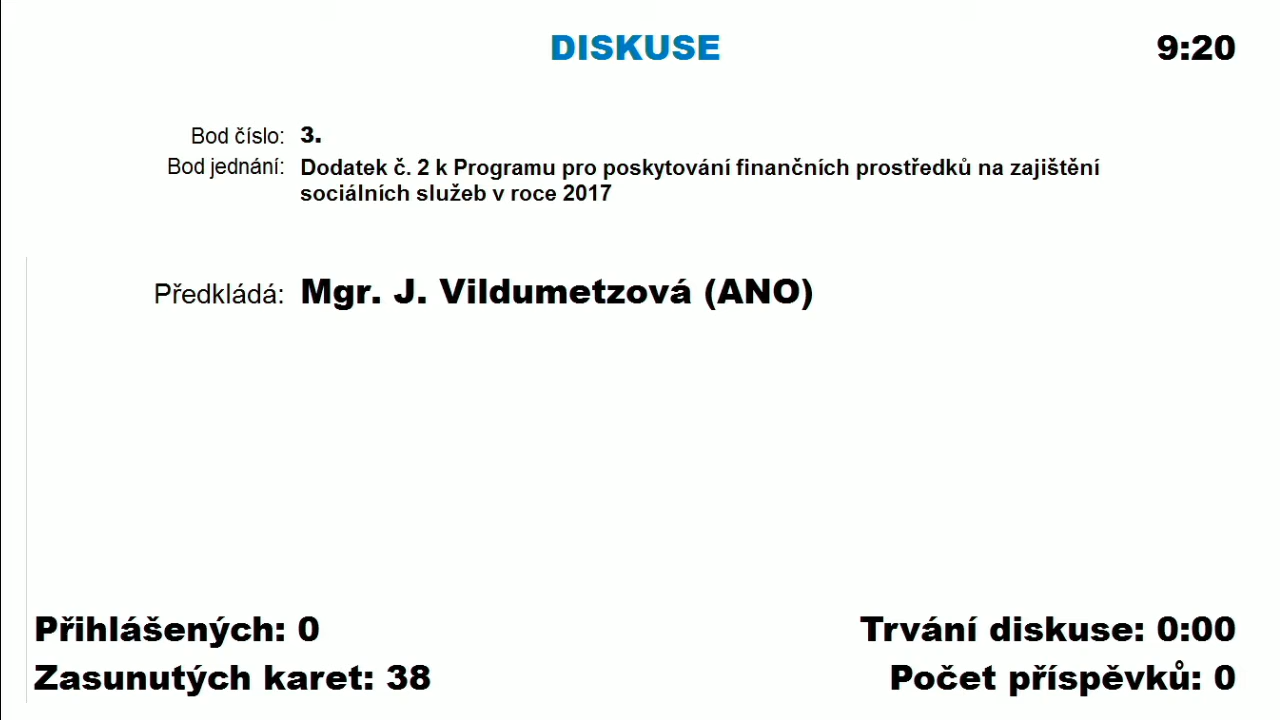 DISKUSE
9:20
Bod číslo: 3.
Bod jednání: Dodatek č. 2 k Programu pro poskytování finančních prostředků na zajištění
sociálních služeb v roce 2017
Předkládá: Mgr. J. Vildumetzová (ANO)
Přihlášených: 0
Trvání diskuse: 0:00
Zasunutých karet: 38
Počet příspěvků: 0